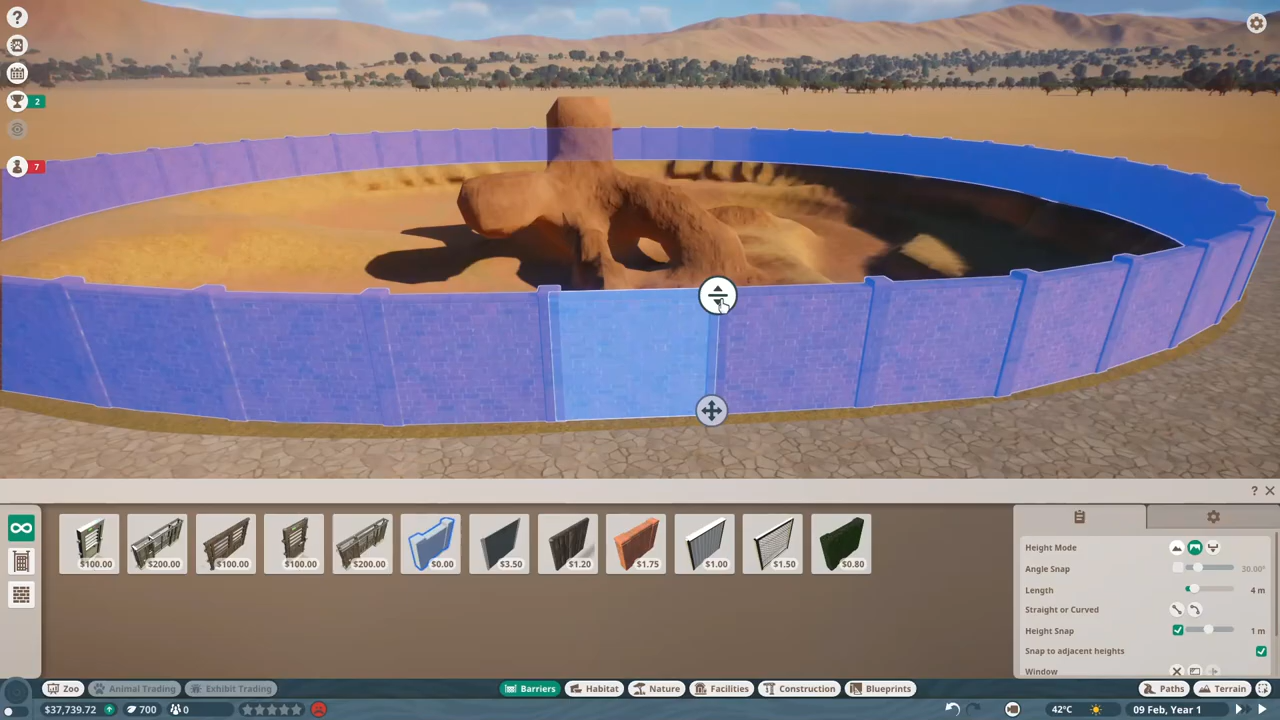 ?
2
7
? ×
$100.00 $200.00 $100.00 $100.00 $200.00 $0.00 $3.50 $1.20 $1.75 $1.00 $1.50 $0.80
Height Mode
Angle Snap 30.00°
Length 4 m
Straight or Curved
Height Snap 1 m
Snap to adjacent heights
Window
Zoo Animal Trading Exhibit Trading Barriers Habitat Nature Facilities Construction Blueprints Paths Terrain
$37,739.72 700 0 42°C 09 Feb, Year 1